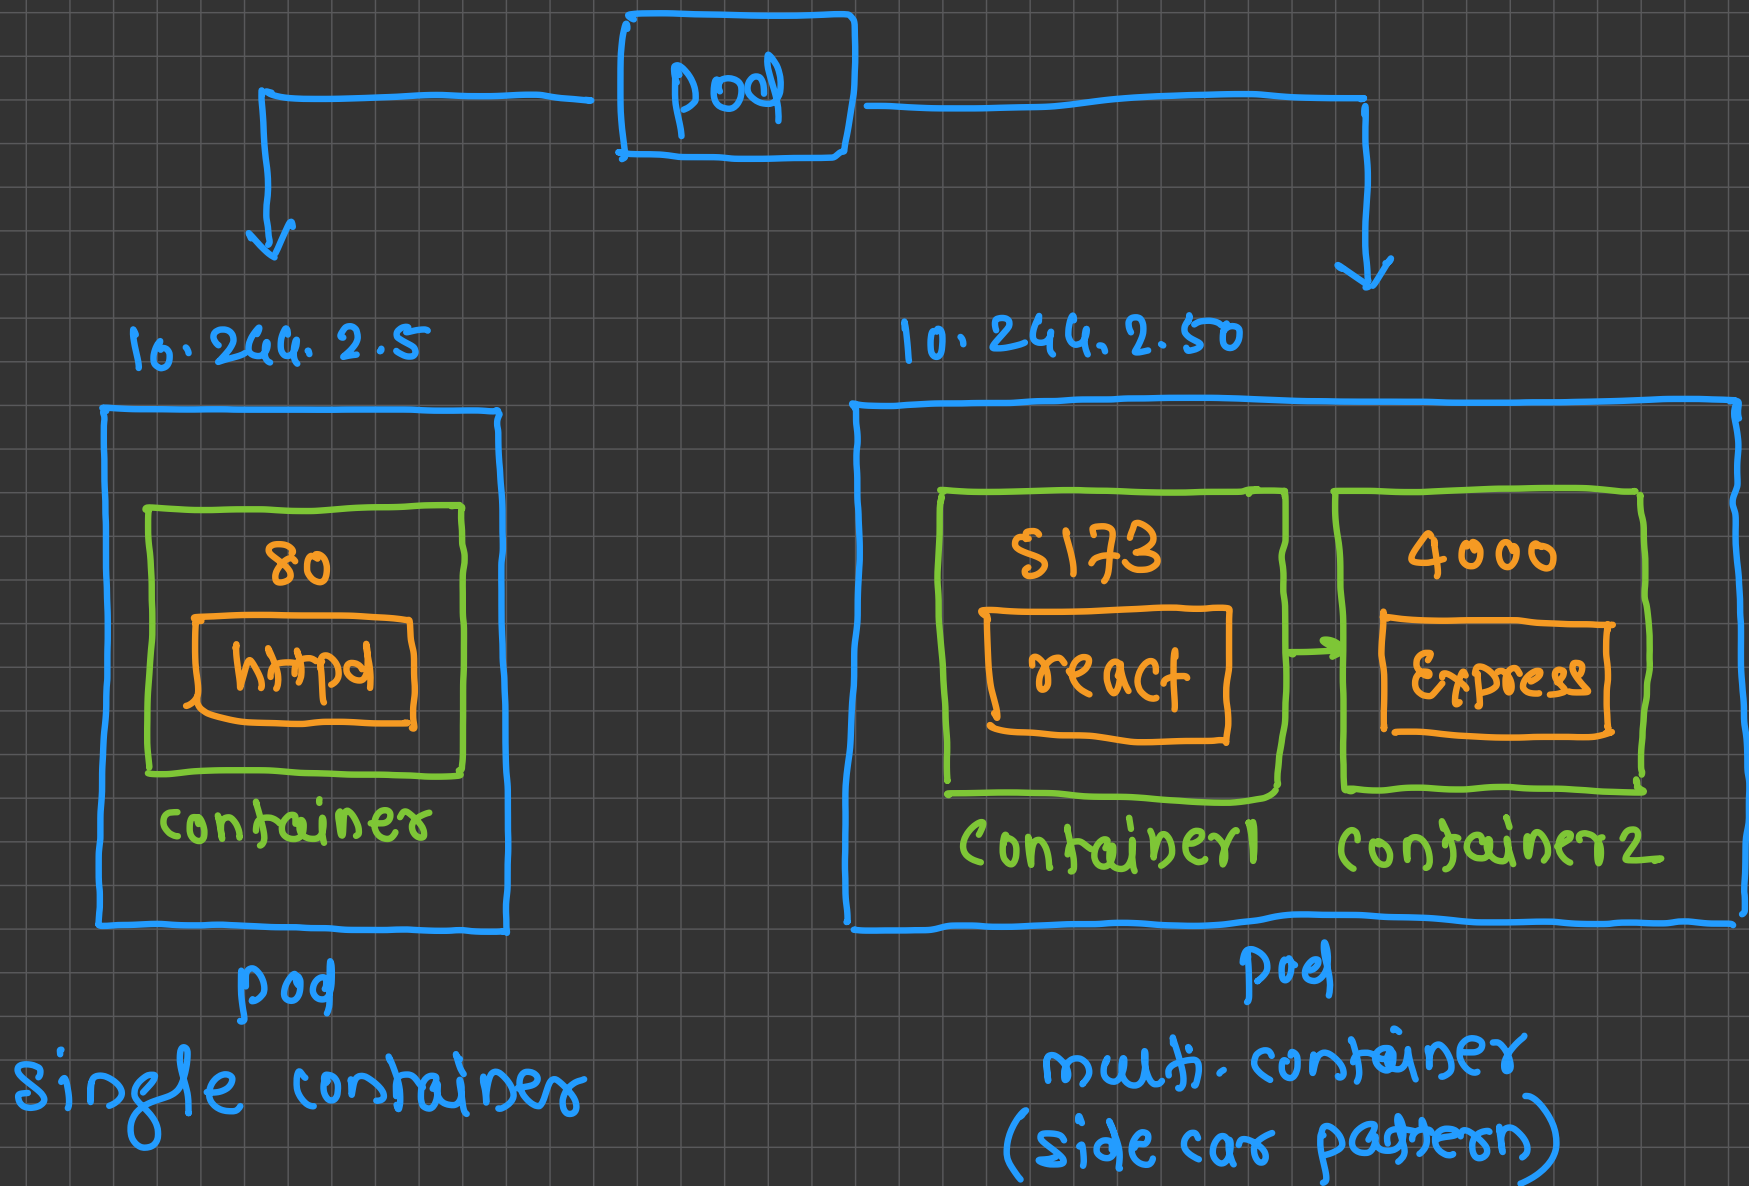 pod
10.244.2.5
10.244.2.50
80
httpd
container
5173
react
4000
Express
Container1
container2
pod
single container
pod
multi-container
(side car pattern)